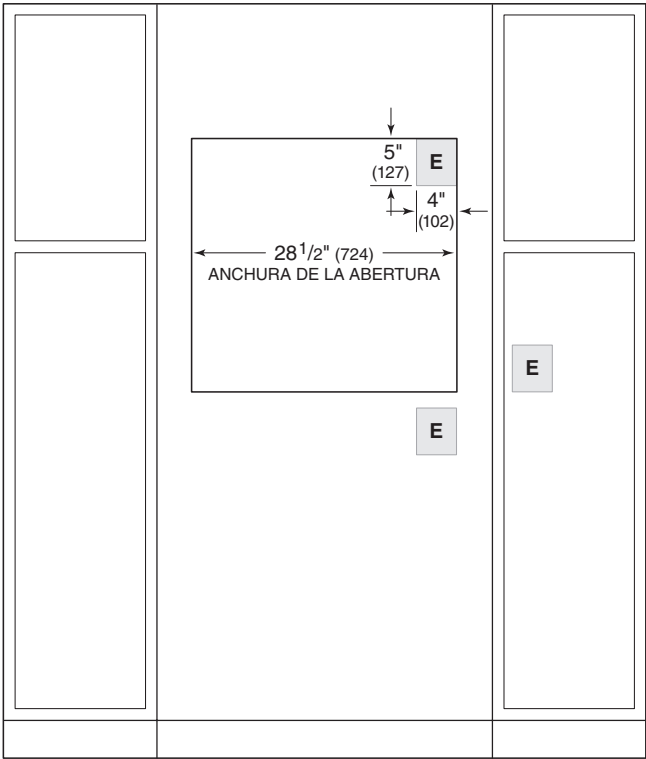 5"
(127)
E
4"
(102)
28 1/2" (724)
ANCHURA DE LA ABERTURA
E
E